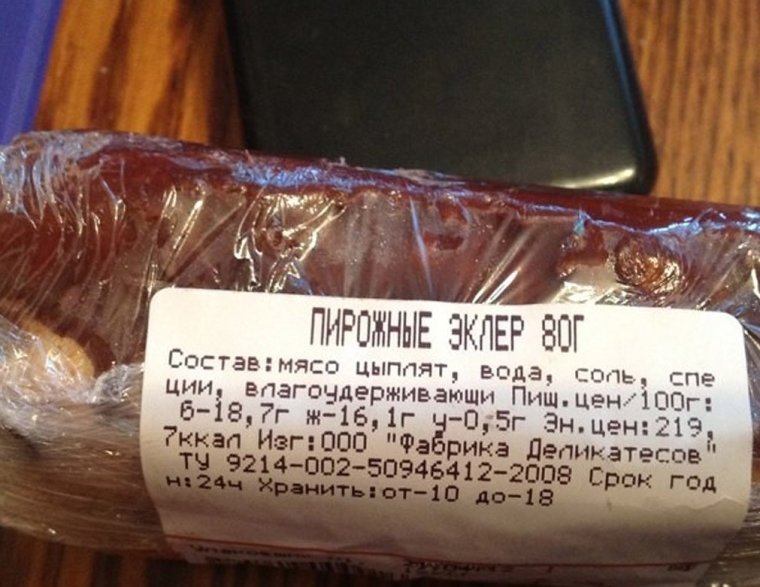 ПИРОЖНЫЕ ЭКЛЕР 80Г
Состав:мясо цыплят, вода, соль, спе
ции, влагоудерживающи Пищ.цен/100г:
б-18,7г ж-16,1г у-0,5г Эн.цен:219,
7ккал Изг:ООО "Фабрика Деликатесов"
ТУ 9214-002-50946412-2008 Срок год
н:24ч Хранить:от-10 до-18